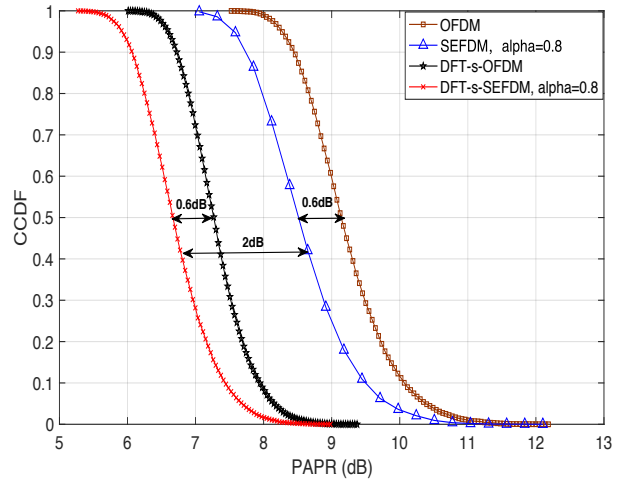 1
0.9
0.8
0.7
0.6
0.5
0.4
0.3
0.2
0.1
0
CCDF
OFDM
SEFDM, alpha=0.8
DFT-s-OFDM
DFT-s-SEFDM, alpha=0.8
0.6dB
0.6dB
2dB
5 6 7 8 9 10 11 12 13
PAPR (dB)